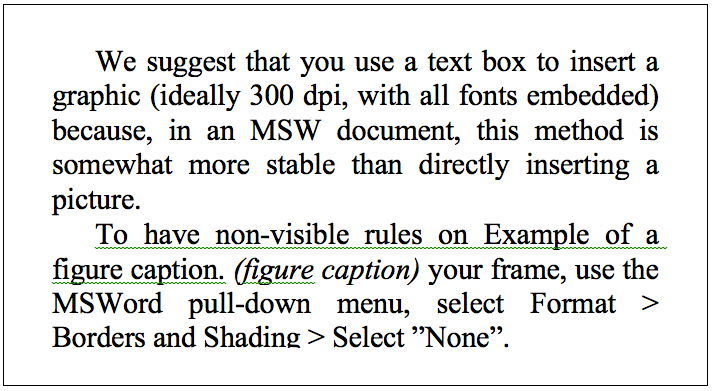 We suggest that you use a text box to insert a
graphic (ideally 300 dpi, with all fonts embedded)
because, in an MSW document, this method is
somewhat more stable than directly inserting a
picture.
To have non-visible rules on Example of a
figure caption. (figure caption) your frame, use the
MSWord pull-down menu, select Format >
Borders and Shading > Select ”None”.